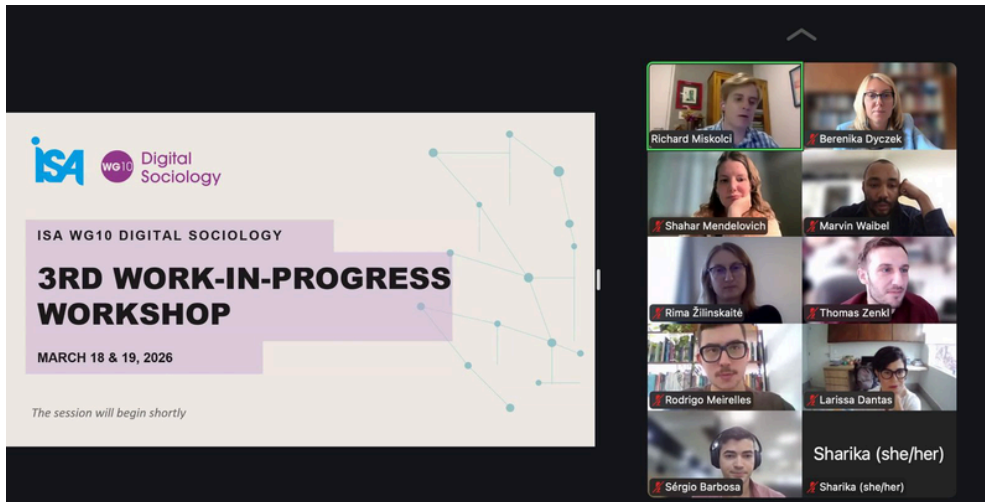 ISA
WG10
Digital
Sociology
ISA WG10 DIGITAL SOCIOLOGY
3RD WORK-IN-PROGRESS
WORKSHOP
MARCH 18 & 19, 2026
The session will begin shortly
Richard Miskolci
Berenika Dyczek
Shahar Mendelovich
Marvin Waibel
Rima Žilinskaitė
Thomas Zenkl
Rodrigo Meirelles
Larissa Dantas
Sérgio Barbosa
Sharika (she/her)
Sharika (she/her)